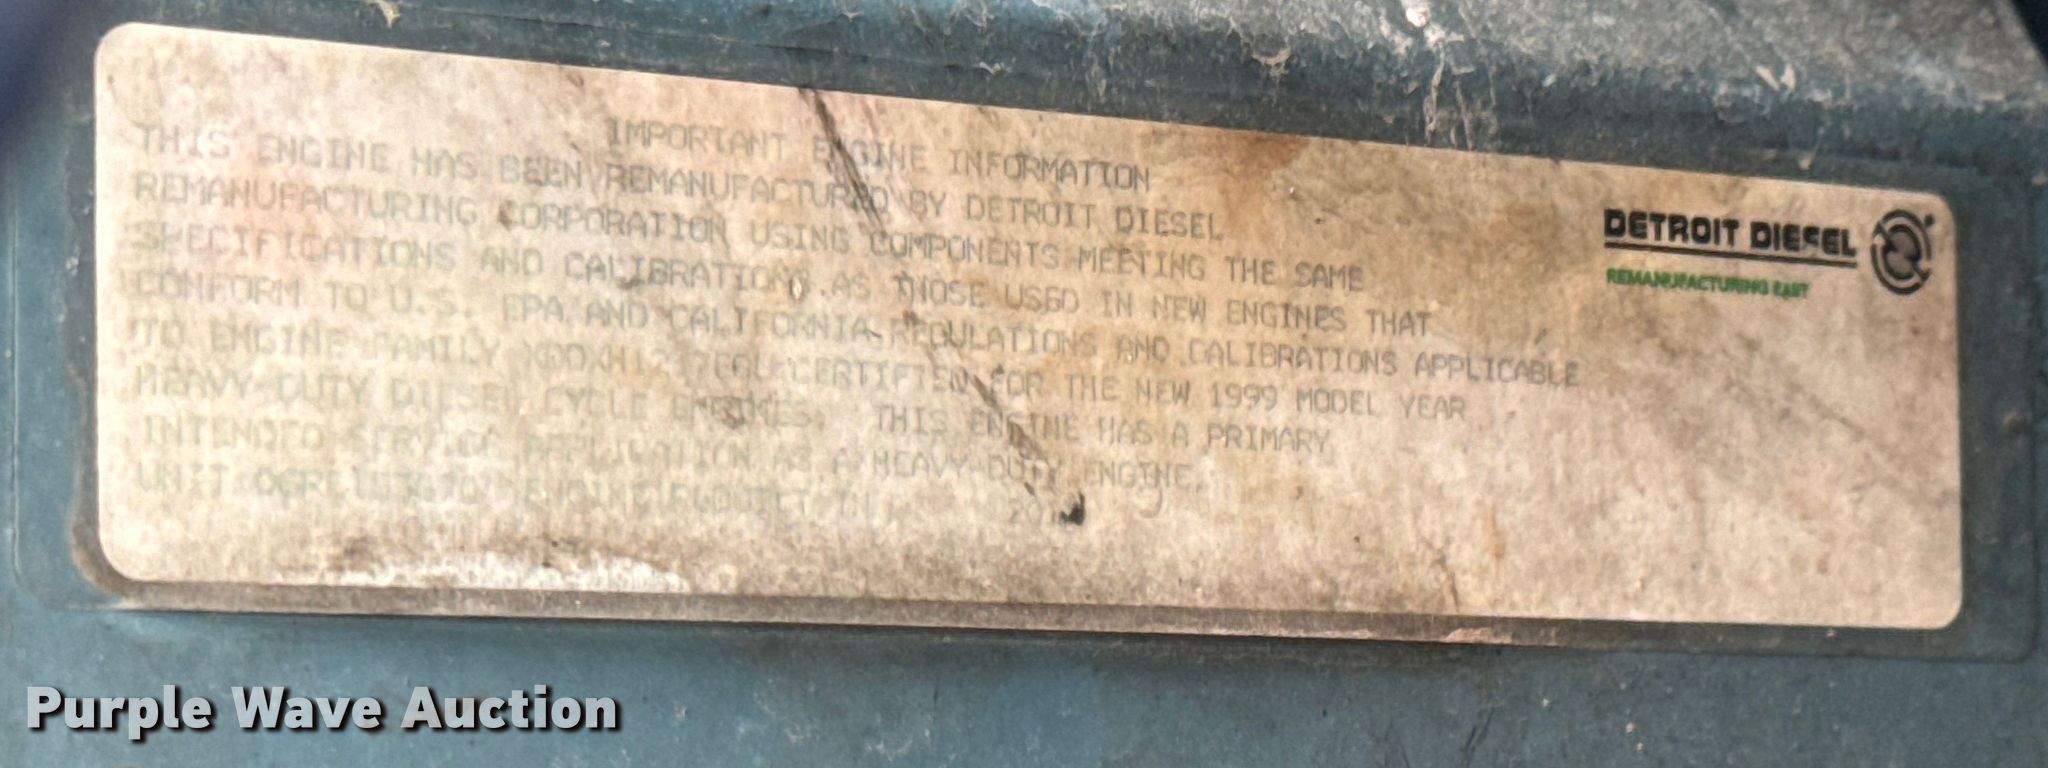 IMPORTANT ENGINE INFORMATION
THIS ENGINE HAS BEEN REMANUFACTURED BY DETROIT DIESEL
REMANUFACTURING CORPORATION USING COMPONENTS MEETING THE SAME
SPECIFICATIONS AND CALIBRATIONS AS THOSE USED IN NEW ENGINES THAT
CONFORM TO U.S. EPA AND CALIFORNIA REGULATIONS AND CALIBRATIONS APPLICABLE
TO ENGINE FAMILY CERTIFIED FOR THE NEW 1999 MODEL YEAR
HEAVY-DUTY DIESEL CYCLE ENGINES. THIS ENGINE HAS A PRIMARY
INTENDED SERVICE APPLICATION AS A HEAVY-DUTY ENGINE.
UNIT
DETROIT DIESEL
REMANUFACTURING EAST
Purple Wave Auction